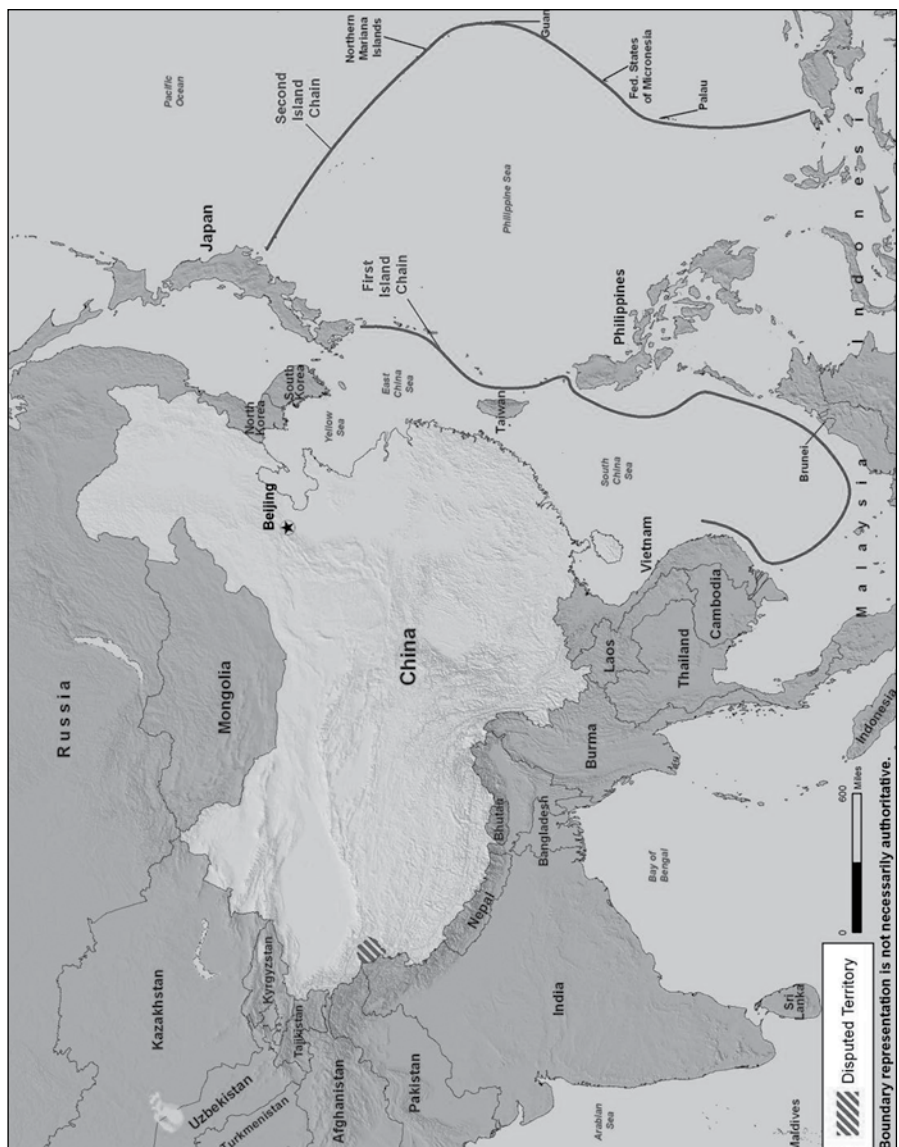 Russia
Kazakhstan
Mongolia
Uzbekistan
Turkmenistan
Kyrgyzstan
Tajikistan
Afghanistan
Pakistan
China
Beijing
North
Korea
South
Korea
Japan
Pacific
Ocean
Second
Island
Chain
Northern
Mariana
Islands
Guam
Fed. States
of Micronesia
Palau
First
Island
Chain
Yellow
Sea
East
China
Sea
Philippine Sea
Taiwan
Philippines
South
China
Sea
Nepal
Bhutan
Bangladesh
India
Burma
Laos
Thailand
Vietnam
Cambodia
Brunei
Malaysia
Indonesia
Indonesia
Bay of
Bengal
Arabian
Sea
Sri
Lanka
Maldives
Disputed Territory
0 600
Miles
Boundary representation is not necessarily authoritative.